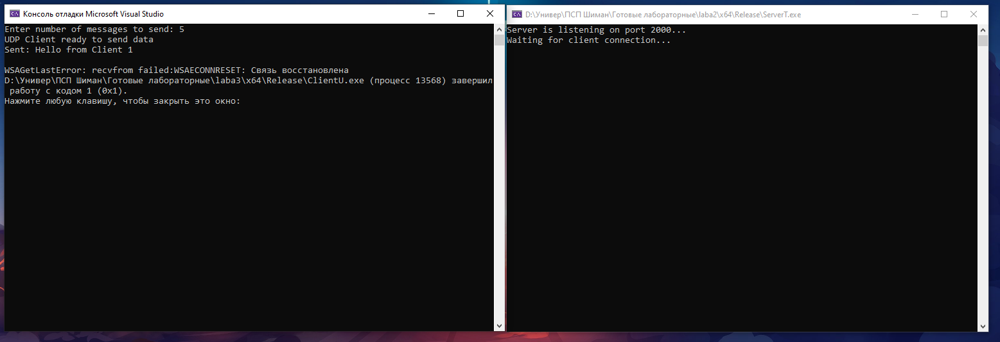 Консоль отладки Microsoft Visual Studio
Enter number of messages to send: 5
UDP Client ready to send data
Sent: Hello from Client 1
WSAGetLastError: recvfrom failed:WSAECONNRESET: Связь восстановлена
D:\Универ\ПСП Шиман\Готовые лабораторные\laba3\x64\Release\ClientU.exe (процесс 13568) завершил
работу с кодом 1 (0x1).
Нажмите любую клавишу, чтобы закрыть это окно:
D:\Универ\ПСП Шиман\Готовые лабораторные\laba2\x64\Release\ServerT.exe
Server is listening on port 2000...
Waiting for client connection...